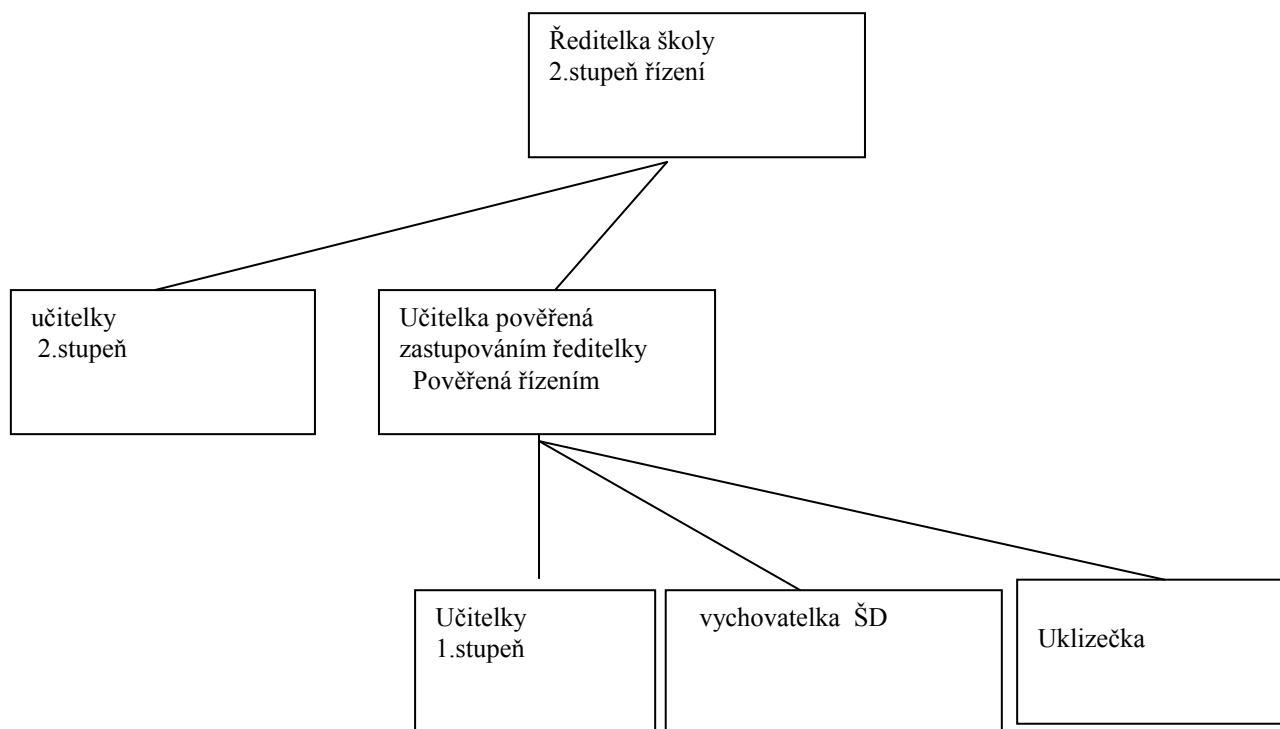 Ředitelka školy
2.stupeň řízení
učitelky
2.stupeň
Učitelka pověřená
zastupováním ředitelky
Pověřená řízením
Učitelky
1.stupeň
vychovatelka ŠD
Uklizečka